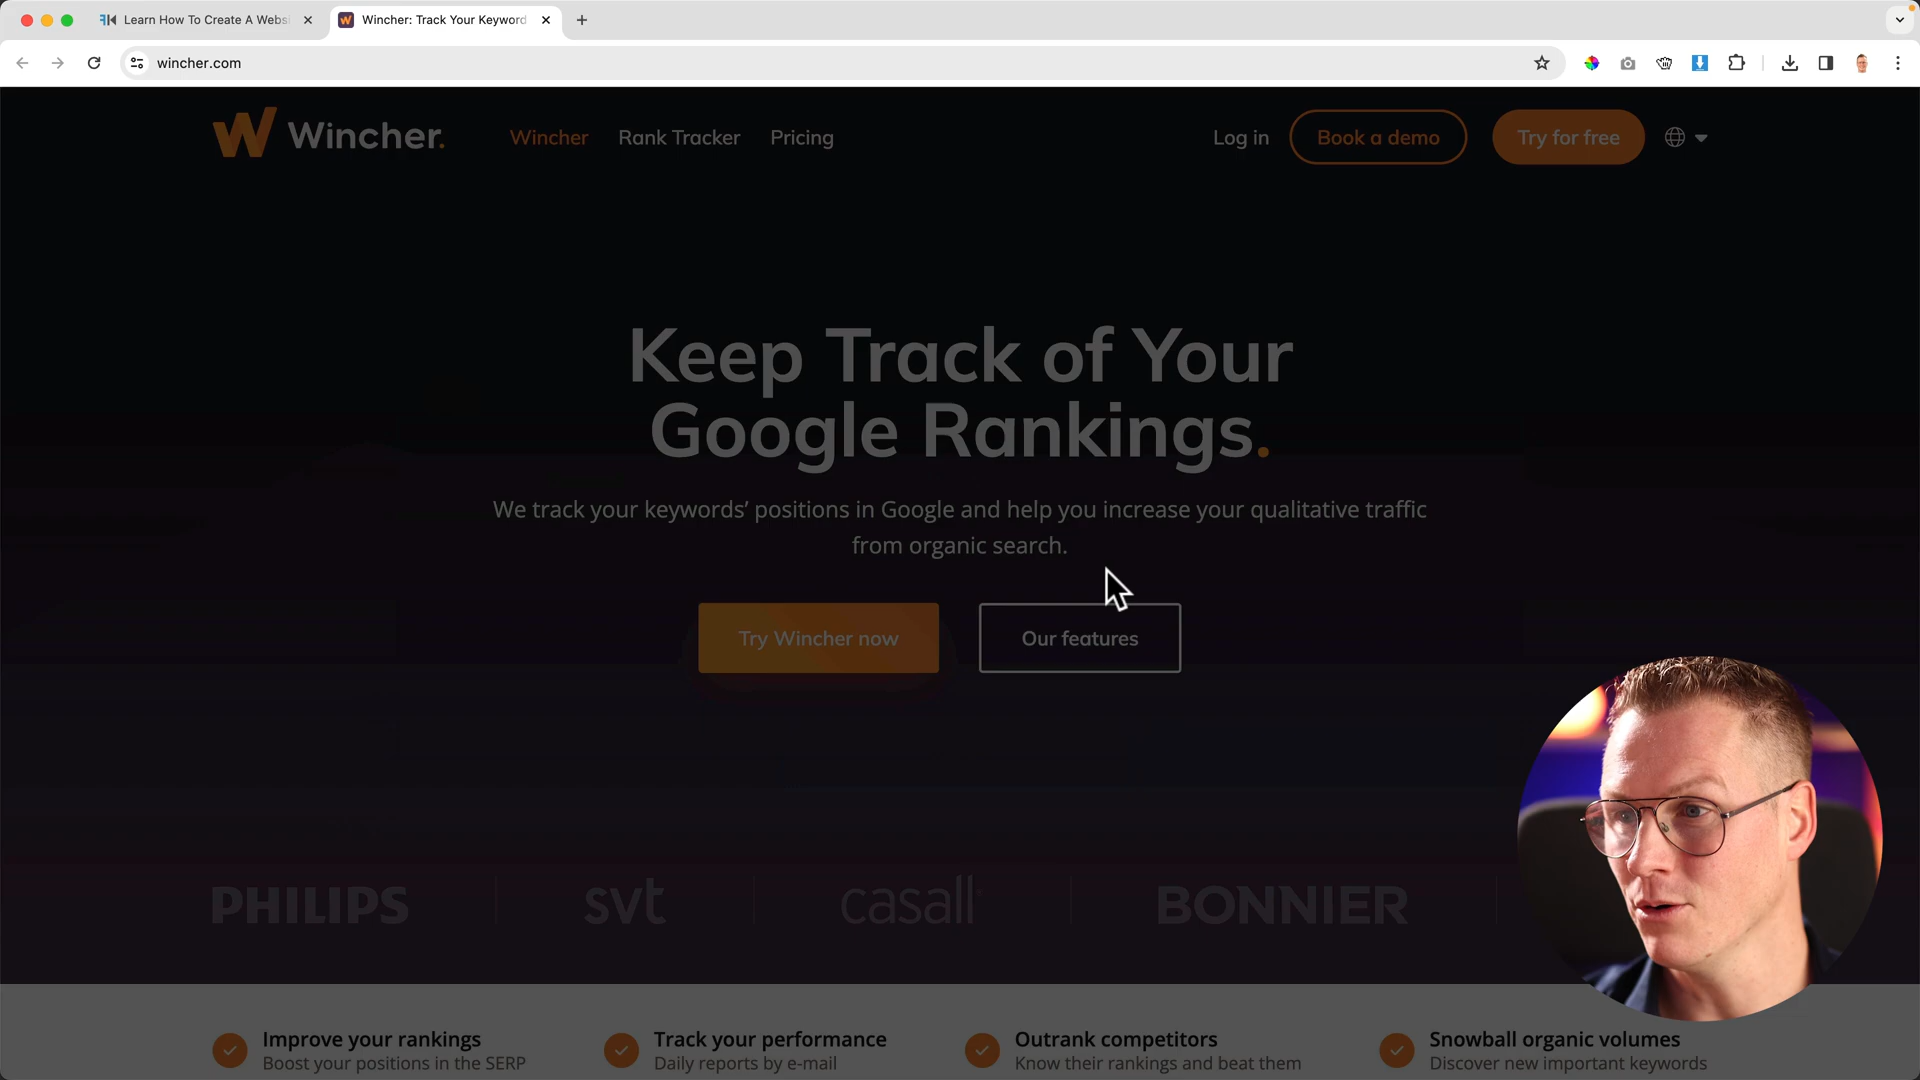 Learn How To Create A Websi
Wincher: Track Your Keyword
wincher.com
Wincher.
Wincher
Rank Tracker
Pricing
Log in
Book a demo
Try for free
Keep Track of Your
Google Rankings.
We track your keywords’ positions in Google and help you increase your qualitative traffic
from organic search.
Try Wincher now
Our features
PHILIPS
svt
casall
BONNIER
Improve your rankings
Boost your positions in the SERP
Track your performance
Daily reports by e-mail
Outrank competitors
Know their rankings and beat them
Snowball organic volumes
Discover new important keywords